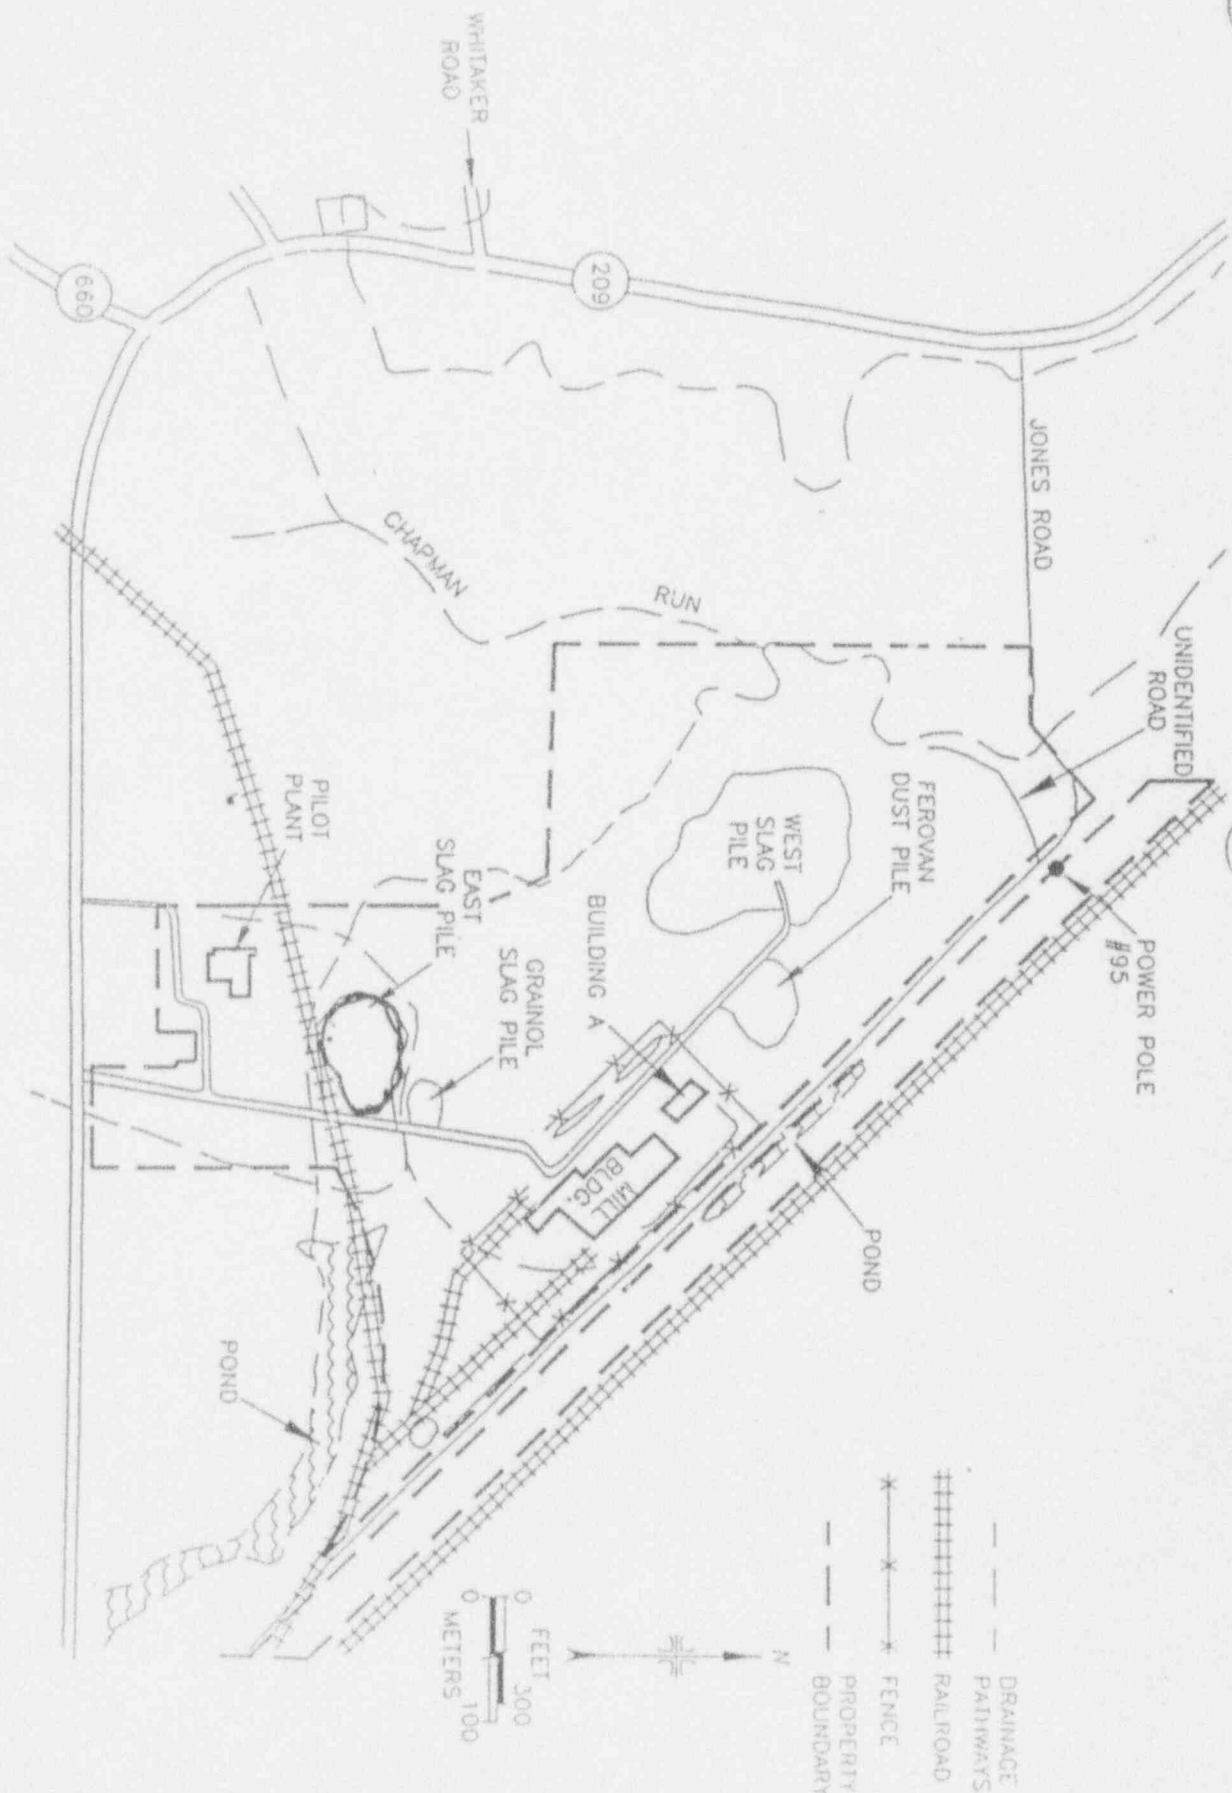 WHITAKER
ROAD
209
660
JONES ROAD
CHAPMAN
RUN
UNIDENTIFIED
ROAD
FEROVAN
DUST PILE
WEST
SLAG
PILE
POWER POLE
#95
PILOT
PLANT
EAST
SLAG PILE
BUILDING A
GRAINOL
SLAG PILE
MILL
BLDG.
POND
POND
N
FEET
0 300
0 100
METERS
DRAINAGE
PATHWAYS
RAILROAD
FENCE
PROPERTY
BOUNDARY